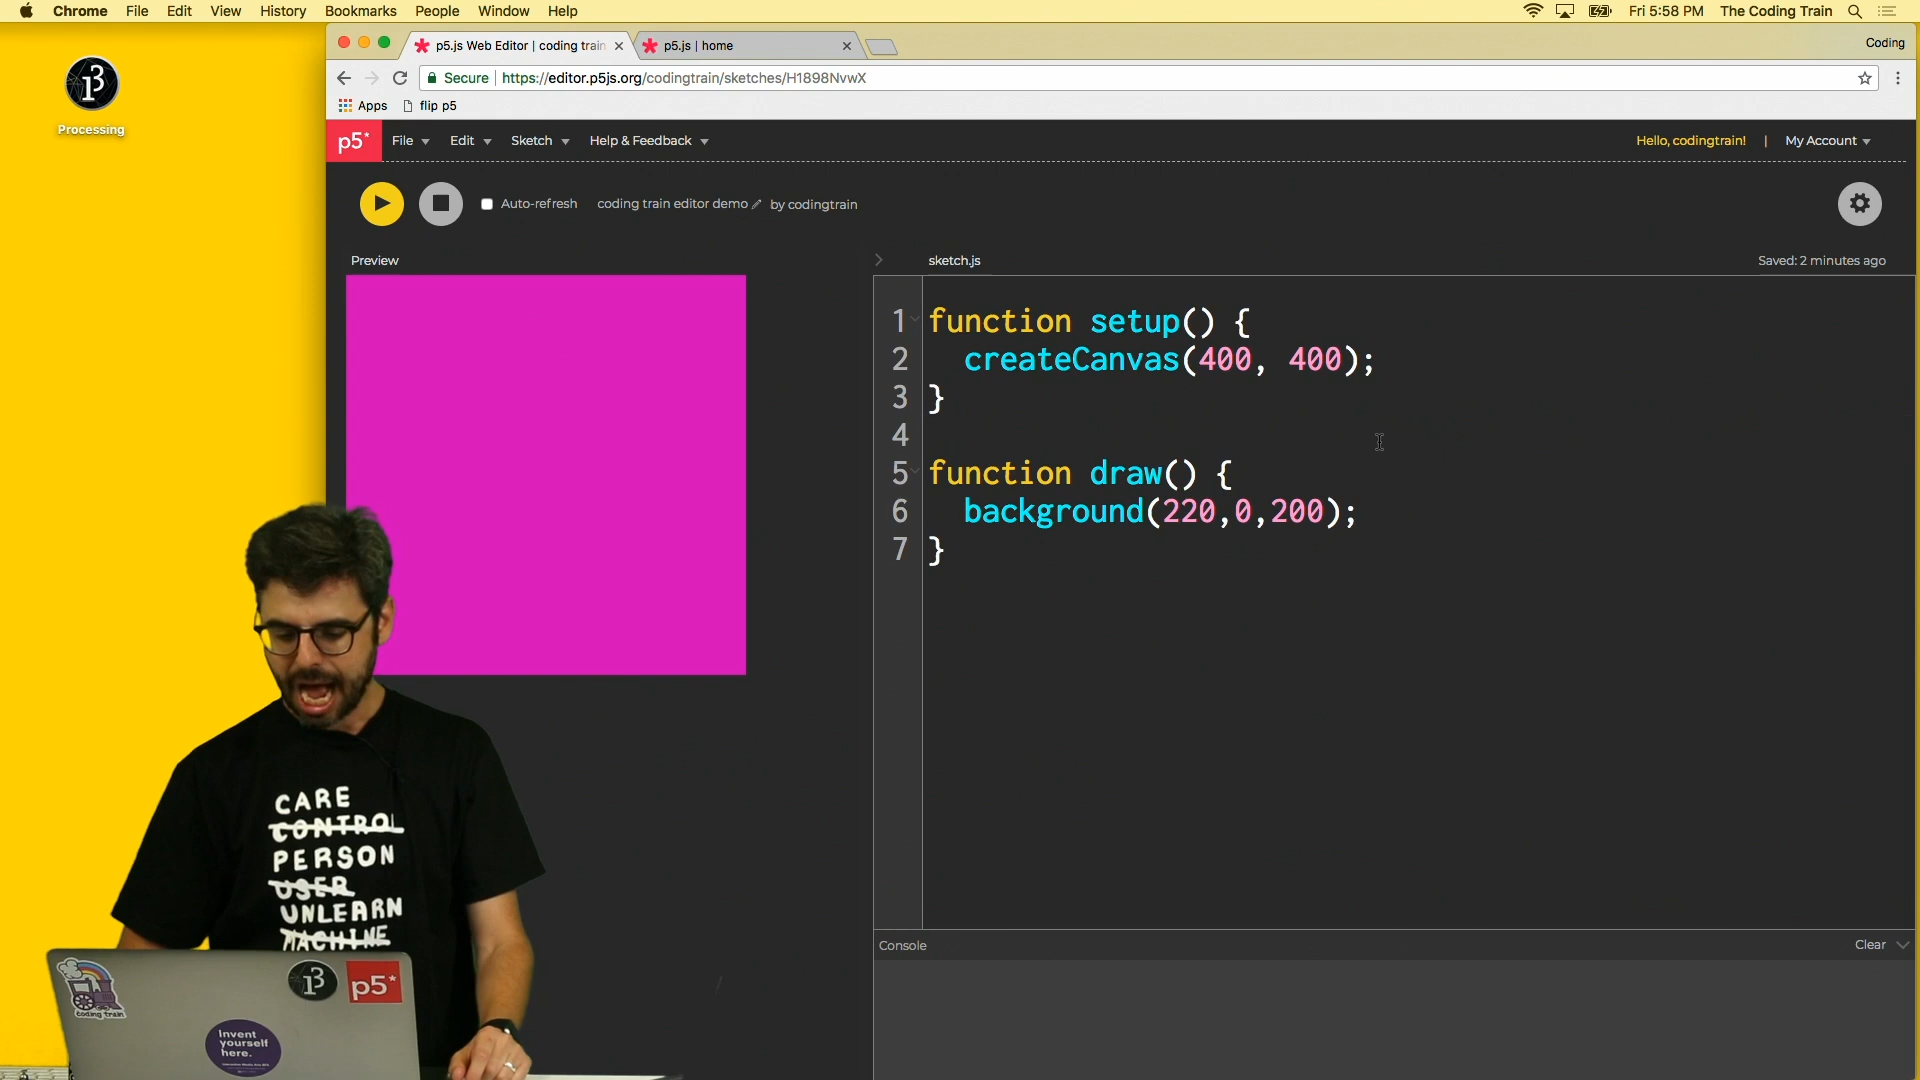 Chrome File Edit View History Bookmarks People Window Help Fri 5:58 PM The Coding Train
Processing
p5.js Web Editor | coding train p5.js | home Coding
Secure https://editor.p5js.org/codingtrain/sketches/H1898NvwX
Apps flip p5
p5* File Edit Sketch Help & Feedback Hello, codingtrain! | My Account
Auto-refresh coding train editor demo by codingtrain
Preview sketch.js Saved: 2 minutes ago
1 function setup() {
2 createCanvas(400, 400);
3 }
4
5 function draw() {
6 background(220,0,200);
7 }
Console Clear
CARE
CONTROL
PERSON
USER
UNLEARN
MACHINE
coding train
p5*
Invent
yourself
here.